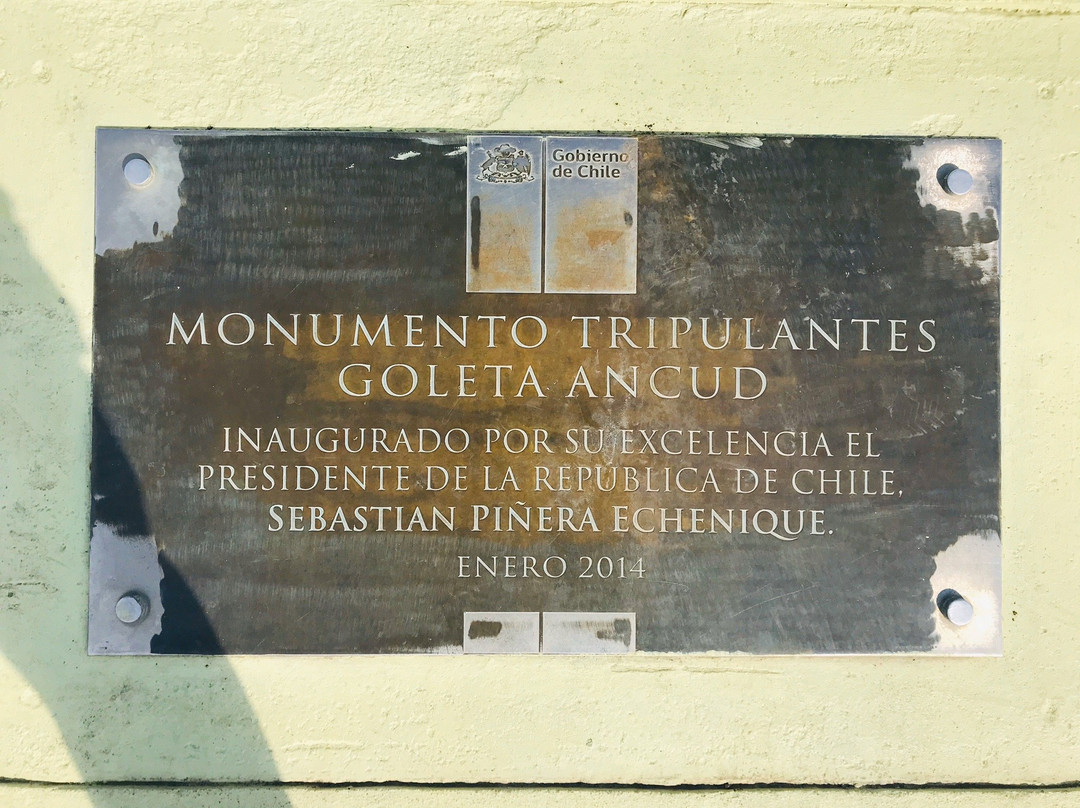 Gobierno
de Chile
MONUMENTO TRIPULANTES
GOLETA ANCUD
INAUGURADO POR SU EXCELENCIA EL
PRESIDENTE DE LA REPUBLICA DE CHILE,
SEBASTIAN PIÑERA ECHENIQUE.
ENERO 2014